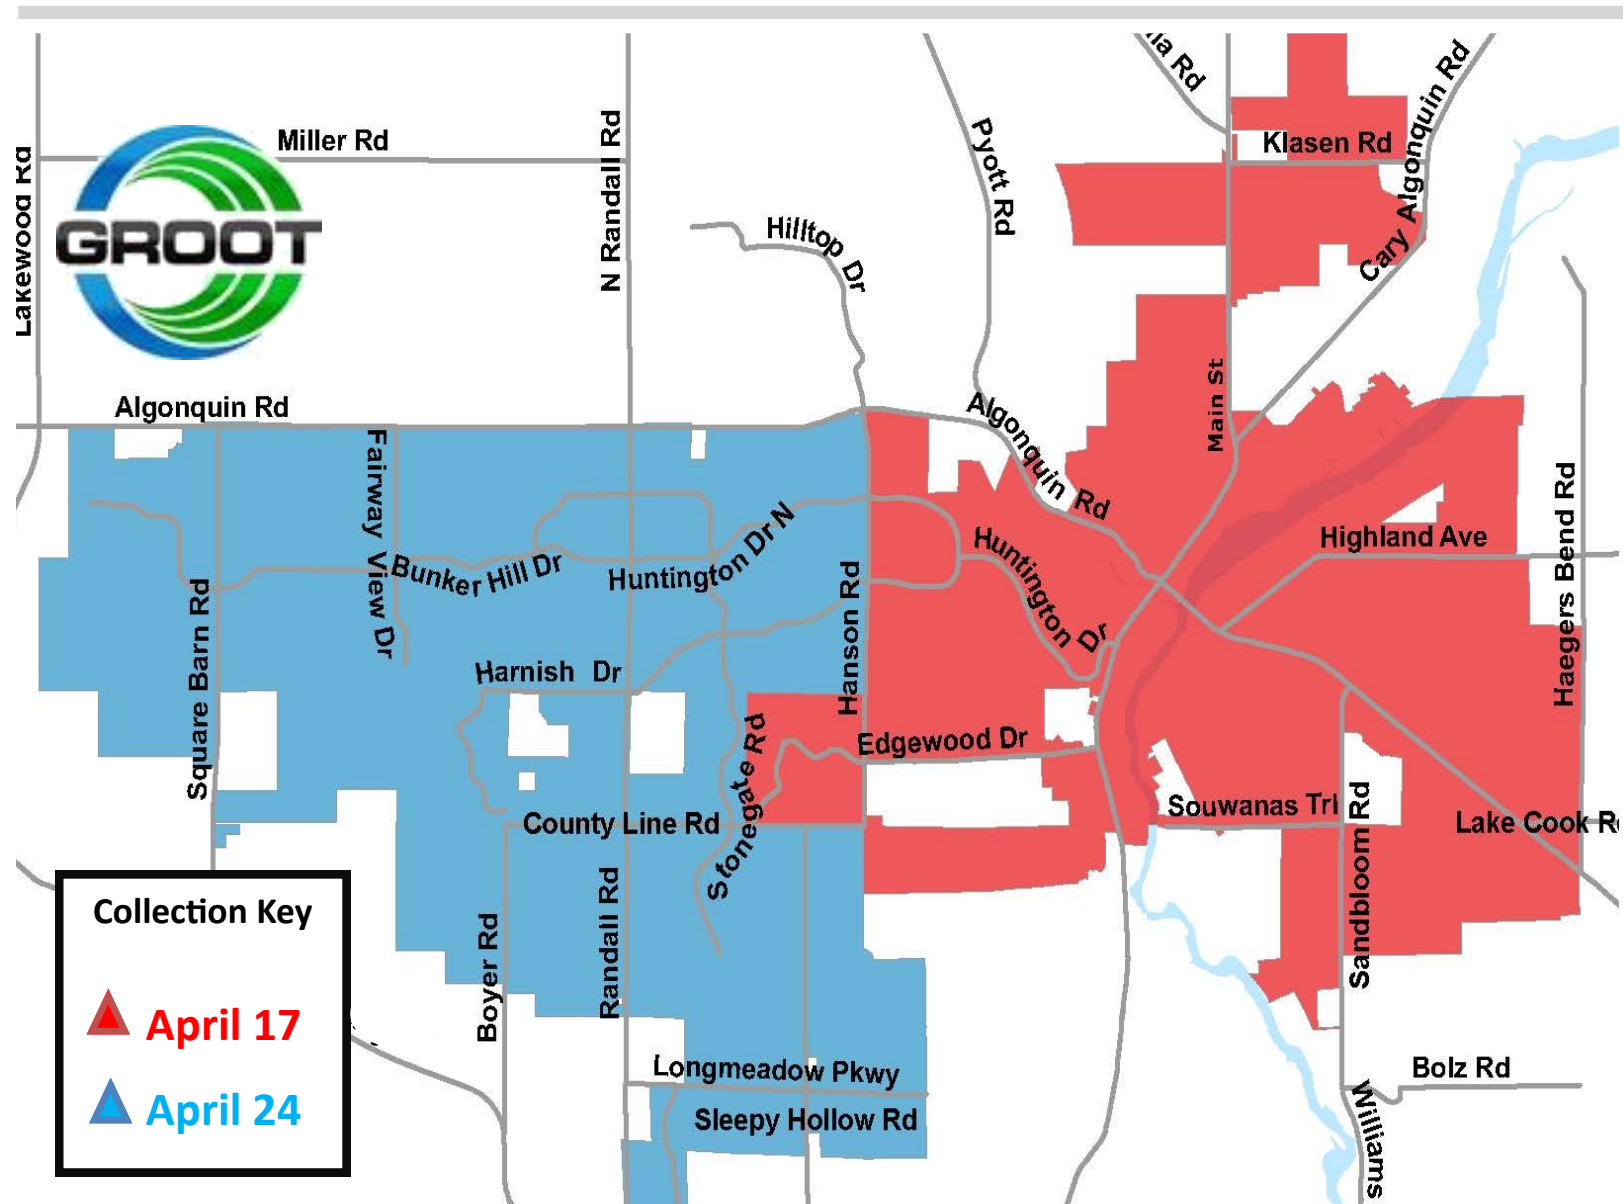 lla Rd
Cary Algonquin Rd
Pyott Rd
N Randall Rd
Lakewood Rd
Miller Rd
Klasen Rd
GROOT
Hilltop Dr
Algonquin Rd
Algonquin Rd
Main St
Fairway View Dr
Bunker Hill Dr
Huntington Dr N
Huntington Dr
Highland Ave
Haegers Bend Rd
Square Barn Rd
Hanson Rd
Harnish Dr
Edgewood Dr
Stonegate Rd
County Line Rd
Souwanas Trl
Lake Cook Rd
Sandbloom Rd
Boyer Rd
Randall Rd
Longmeadow Pkwy
Sleepy Hollow Rd
Bolz Rd
Williams
Collection Key
April 17
April 24